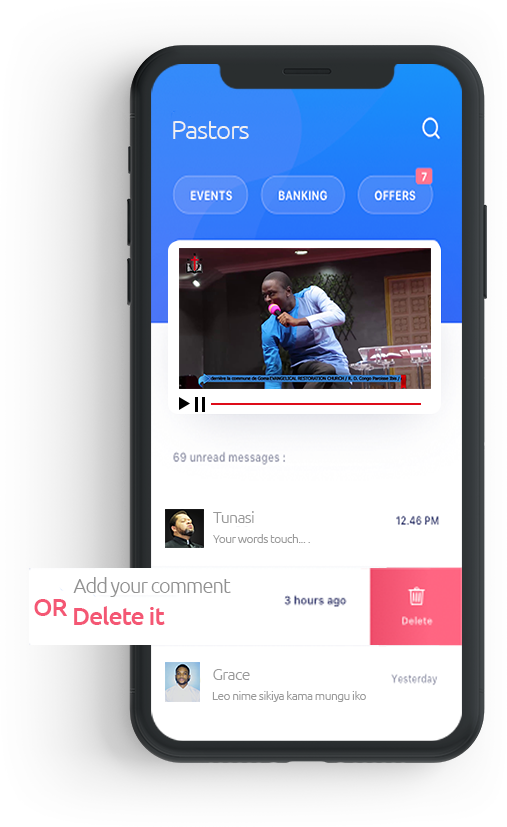 Pastors
EVENTS
BANKING
OFFERS
7
dernière la commune de Goma EVANGELICAL RESTORATION CHURCH / R. D. Congo
69 unread messages :
Tunasi
12.46 PM
Your words touch... .
Add your comment
OR Delete it
3 hours ago
Delete
Grace
Yesterday
Leo nime sikiya kama mungu iko